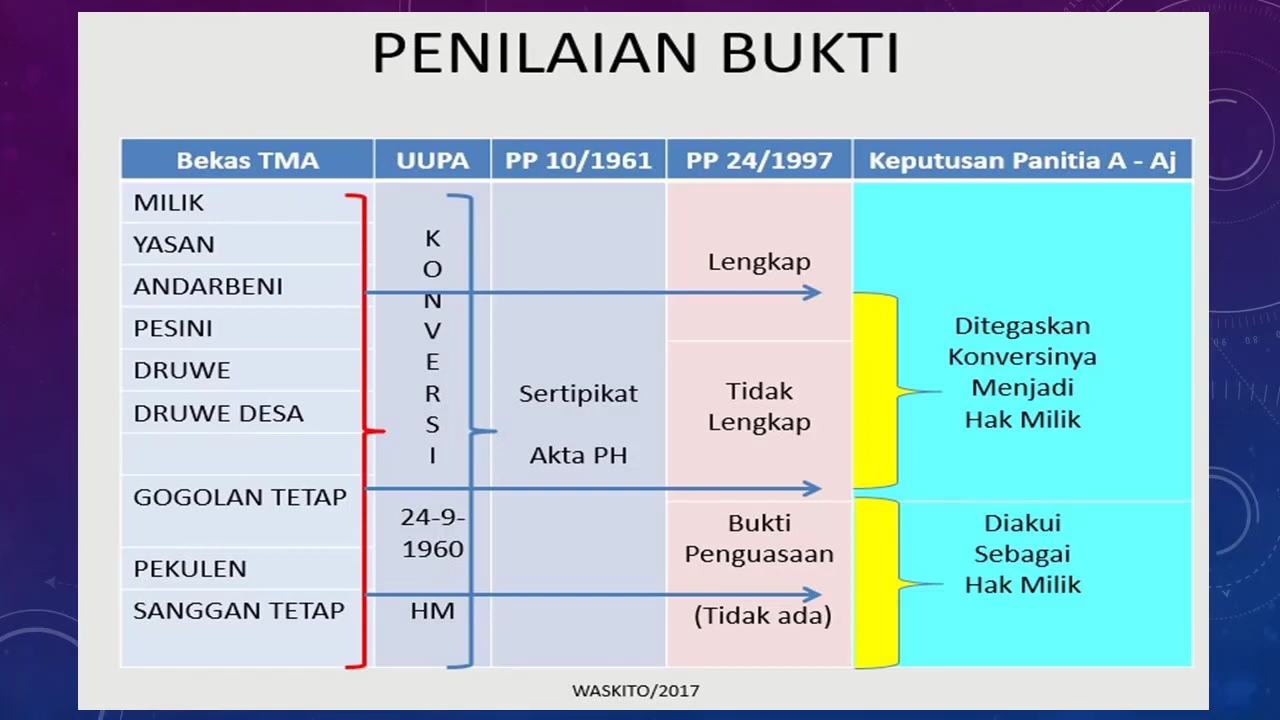 PENILAIAN BUKTI
Bekas TMA
UUPA
PP 10/1961
PP 24/1997
Keputusan Panitia A - Aj
MILIK
YASAN
ANDARBENI
PESINI
DRUWE
DRUWE DESA
GOGOLAN TETAP
PEKULEN
SANGGAN TETAP
K
O
N
V
E
R
S
I
24-9-
1960
HM
Sertipikat
Akta PH
Lengkap
Tidak
Lengkap
Bukti
Penguasaan
(Tidak ada)
Ditegaskan
Konversinya
Menjadi
Hak Milik
Diakui
Sebagai
Hak Milik
WASKITO/2017